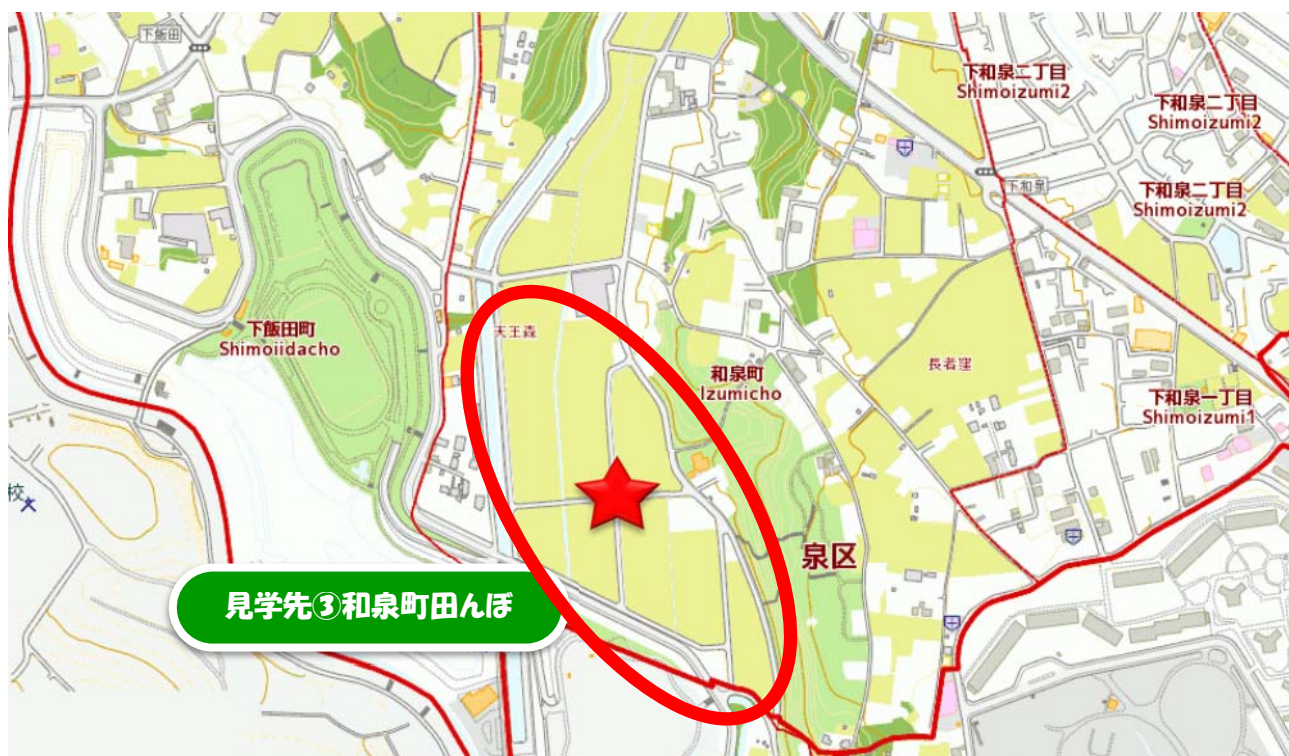 下飯田
下和泉二丁目
Shimoizumi2
下和泉二丁目
Shimoizumi2
下和泉
下和泉二丁目
Shimoizumi2
下飯田町
Shimoiidacho
天王森
和泉町
Izumicho
長者窪
下和泉一丁目
Shimoizumi1
校
泉区
見学先③和泉町田んぼ